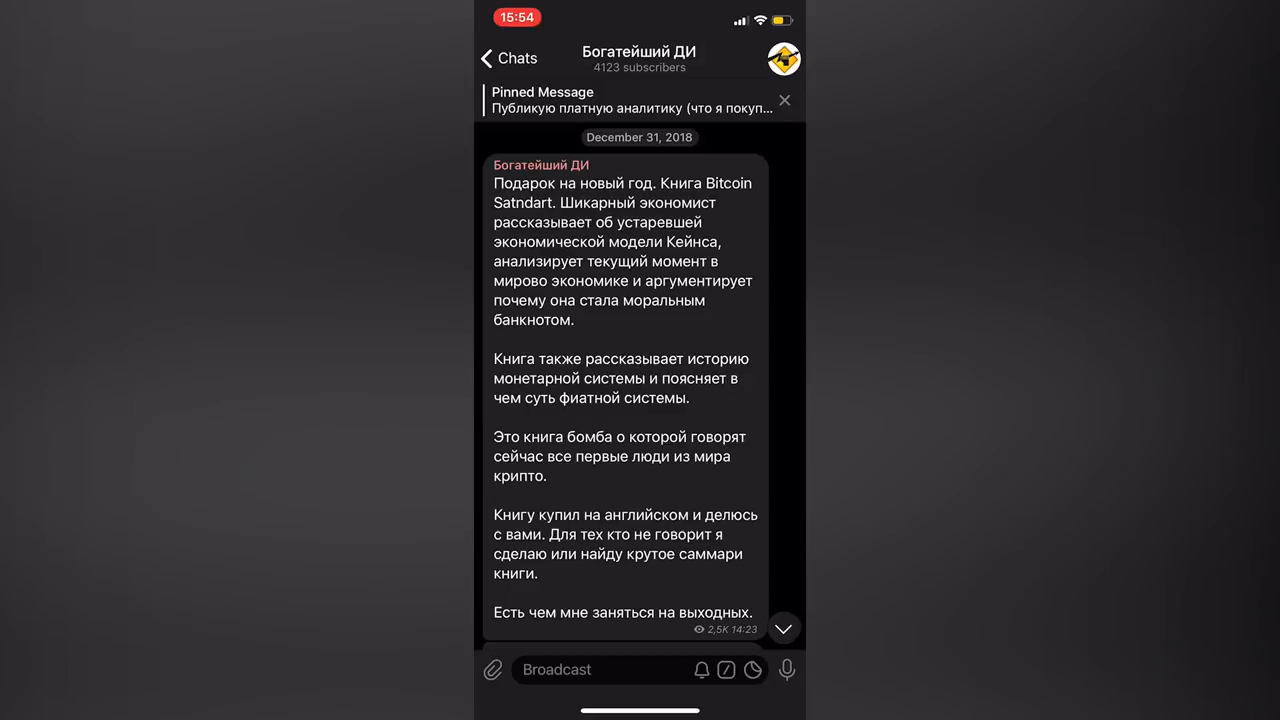 15:54
Chats
Богатейший ДИ
4123 subscribers
Pinned Message
Публикую платную аналитику (что я покуп...
December 31, 2018
Богатейший ДИ
Подарок на новый год. Книга Bitcoin
Satndart. Шикарный экономист
рассказывает об устаревшей
экономической модели Кейнса,
анализирует текущий момент в
мирово экономике и аргументирует
почему она стала моральным
банкнотом.
Книга также рассказывает историю
монетарной системы и поясняет в
чем суть фиатной системы.
Это книга бомба о которой говорят
сейчас все первые люди из мира
крипто.
Книгу купил на английском и делюсь
с вами. Для тех кто не говорит я
сделаю или найду крутое саммари
книги.
Есть чем мне заняться на выходных.
2,5K 14:23
Broadcast